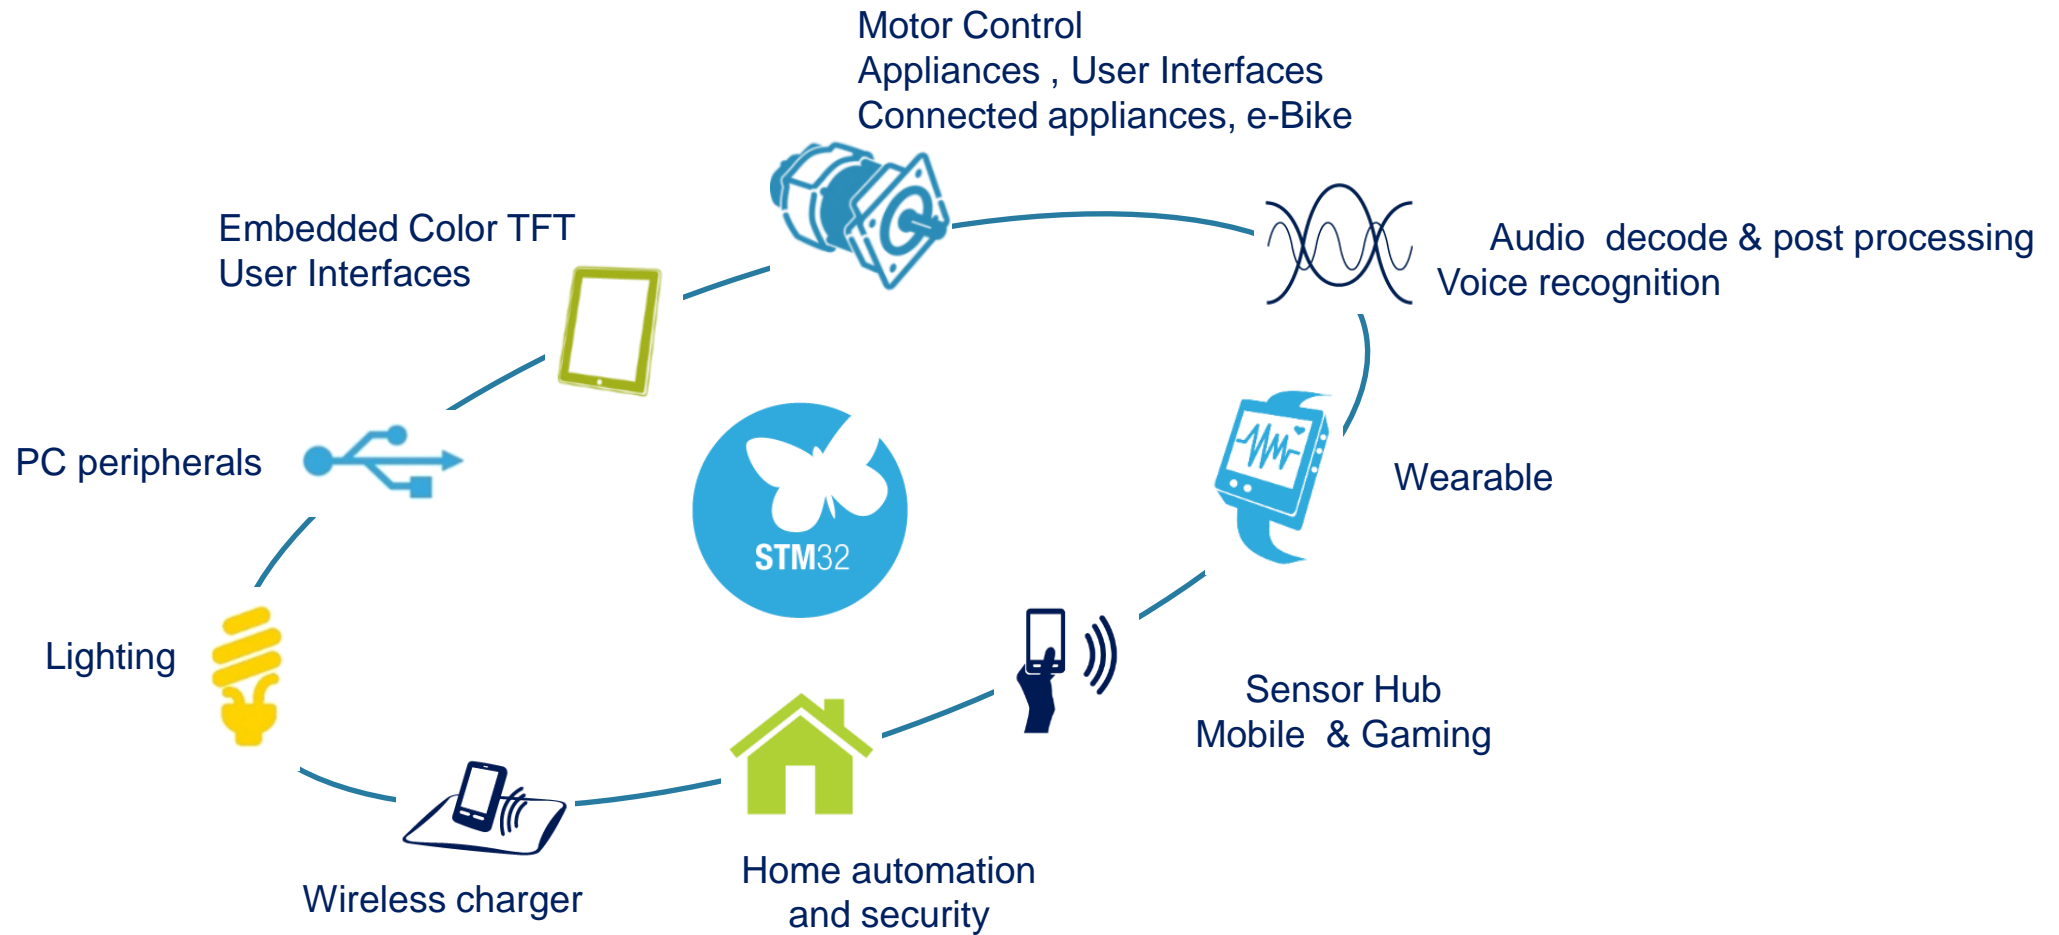 Motor Control
Appliances , User Interfaces
Connected appliances, e-Bike
Embedded Color TFT
User Interfaces
Audio  decode & post processing
Voice recognition
PC peripherals
Wearable
STM32
Lighting
Sensor Hub
Mobile  & Gaming
Wireless charger
Home automation
and security